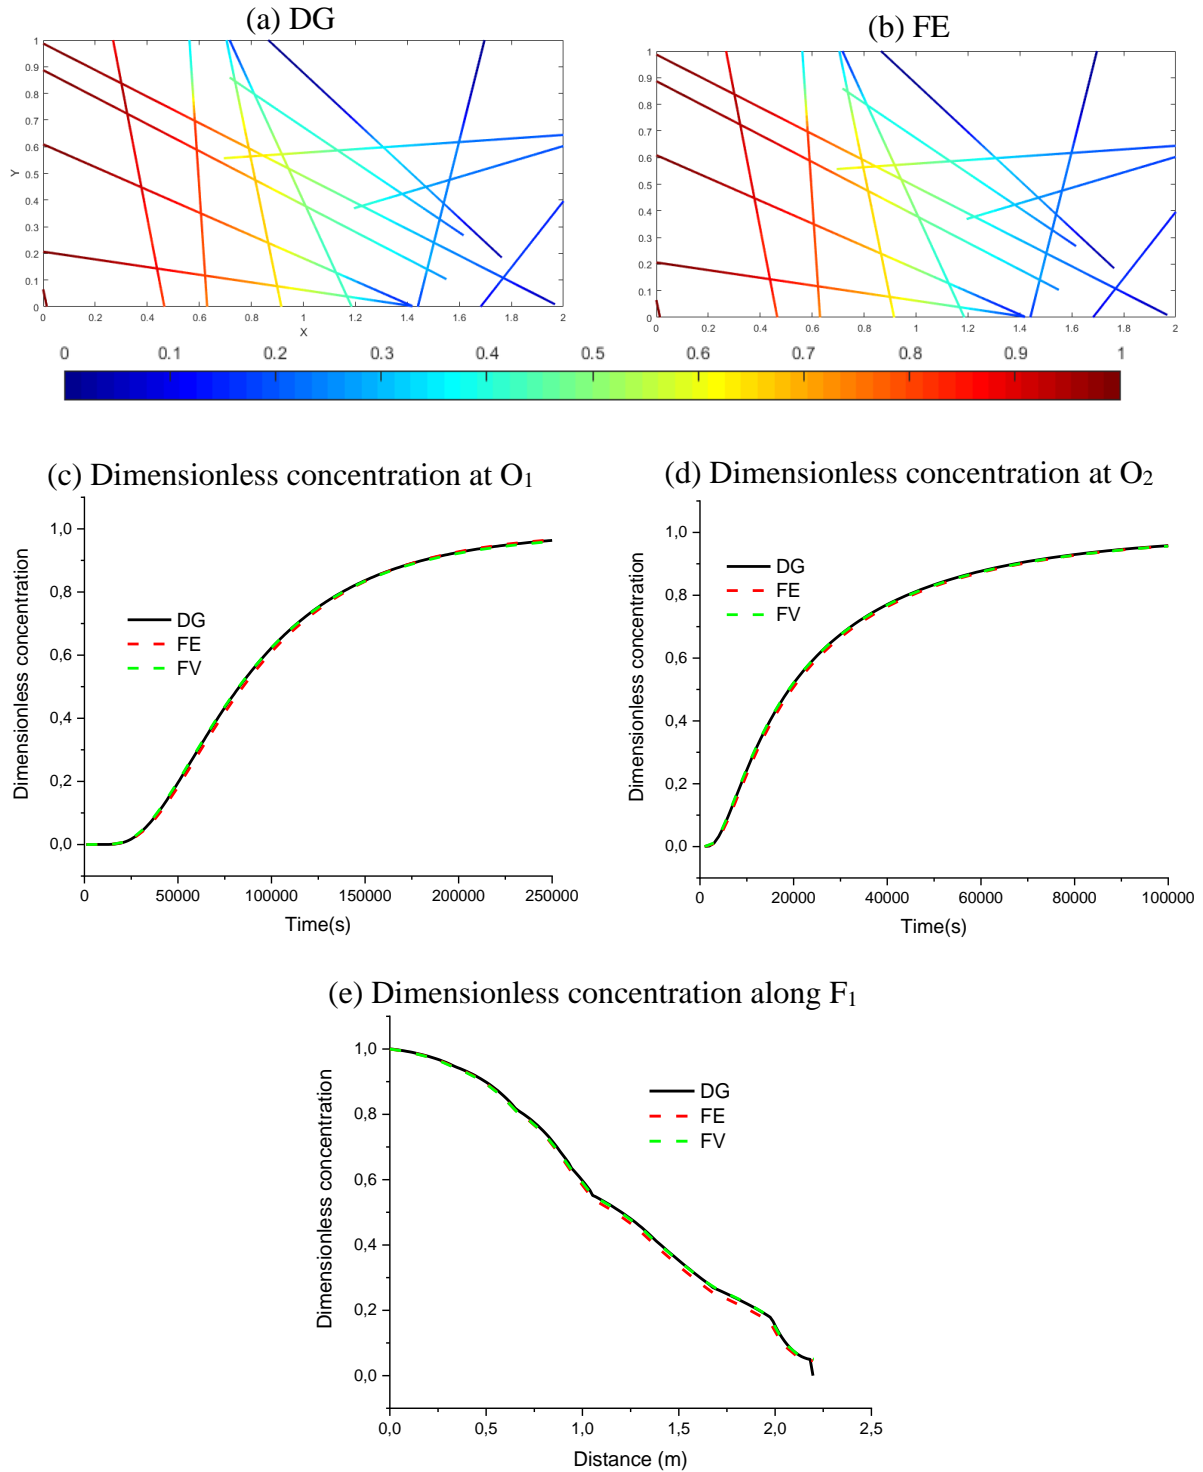 (a) DG
(b) FE
1
0.9
0.8
0.7
0.6
0.5
0.4
0.3
0.2
0.1
0
Y
0 0.2 0.4 0.6 0.8 1 1.2 1.4 1.6 1.8 2
X
1
0.9
0.8
0.7
0.6
0.5
0.4
0.3
0.2
0.1
0
0 0.2 0.4 0.6 0.8 1 1.2 1.4 1.6 1.8 2
0 0.1 0.2 0.3 0.4 0.5 0.6 0.7 0.8 0.9 1
(c) Dimensionless concentration at O1
Dimensionless concentration
1,0
0,8
0,6
0,4
0,2
0,0
DG
FE
FV
0 50000 100000 150000 200000 250000
Time(s)
(d) Dimensionless concentration at O2
Dimensionless concentration
1,0
0,8
0,6
0,4
0,2
0,0
DG
FE
FV
0 20000 40000 60000 80000 100000
Time(s)
(e) Dimensionless concentration along F1
Dimensionless concentration
1,0
0,8
0,6
0,4
0,2
0,0
DG
FE
FV
0,0 0,5 1,0 1,5 2,0 2,5
Distance (m)